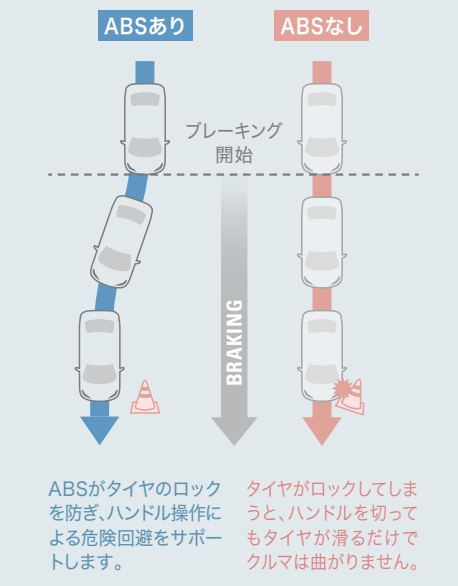 ABSあり
ABSなし
ブレーキング
開始
BRAKING
ABSがタイヤのロック
を防ぎ、ハンドル操作に
よる危険回避をサポー
トします。
タイヤがロックしてしま
うと、ハンドルを切って
もタイヤが滑るだけで
クルマは曲がりません。